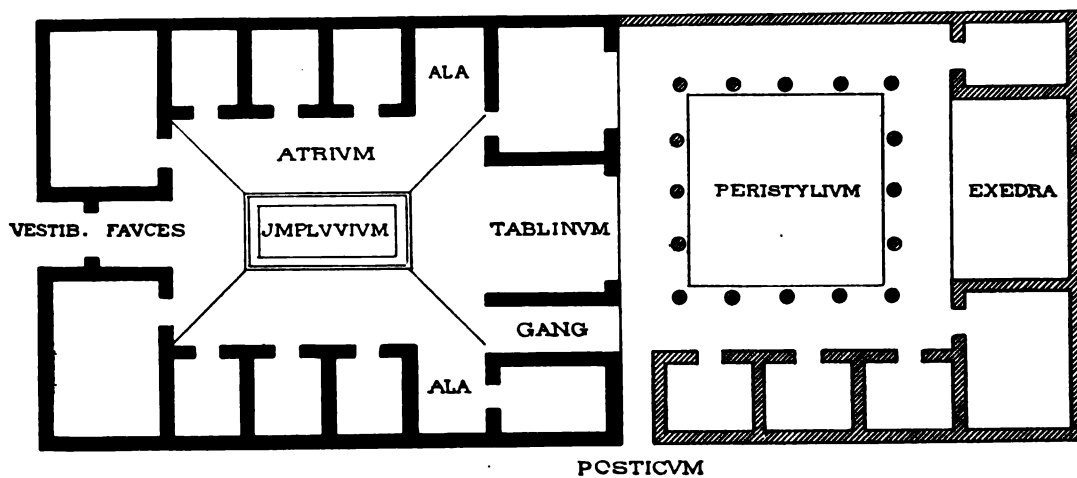 ALA
ATRIVM
VESTIB. FAVCES
JMPLVVIVM
TABLINVM
PERISTYLIVM
EXEDRA
GANG
ALA
POSTICVM